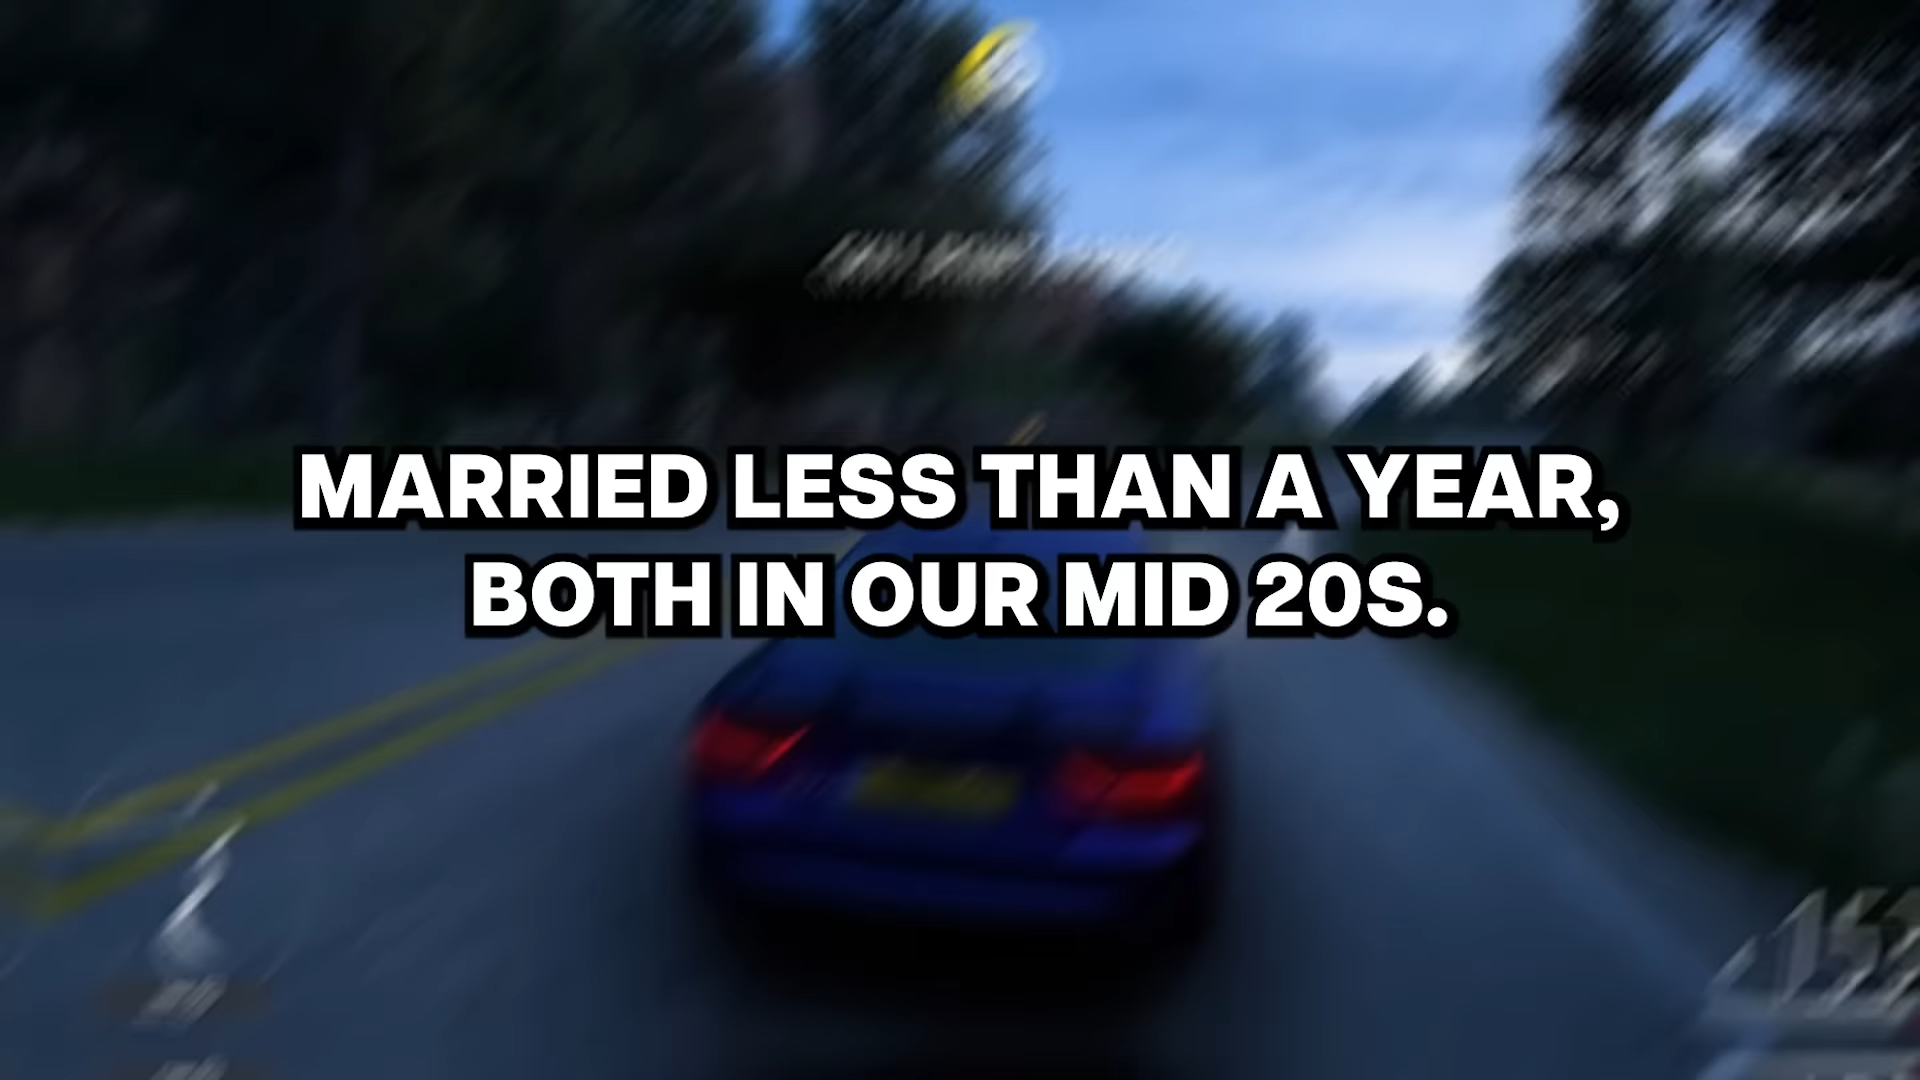 MARRIED LESS THAN A YEAR,
BOTH IN OUR MID 20S.